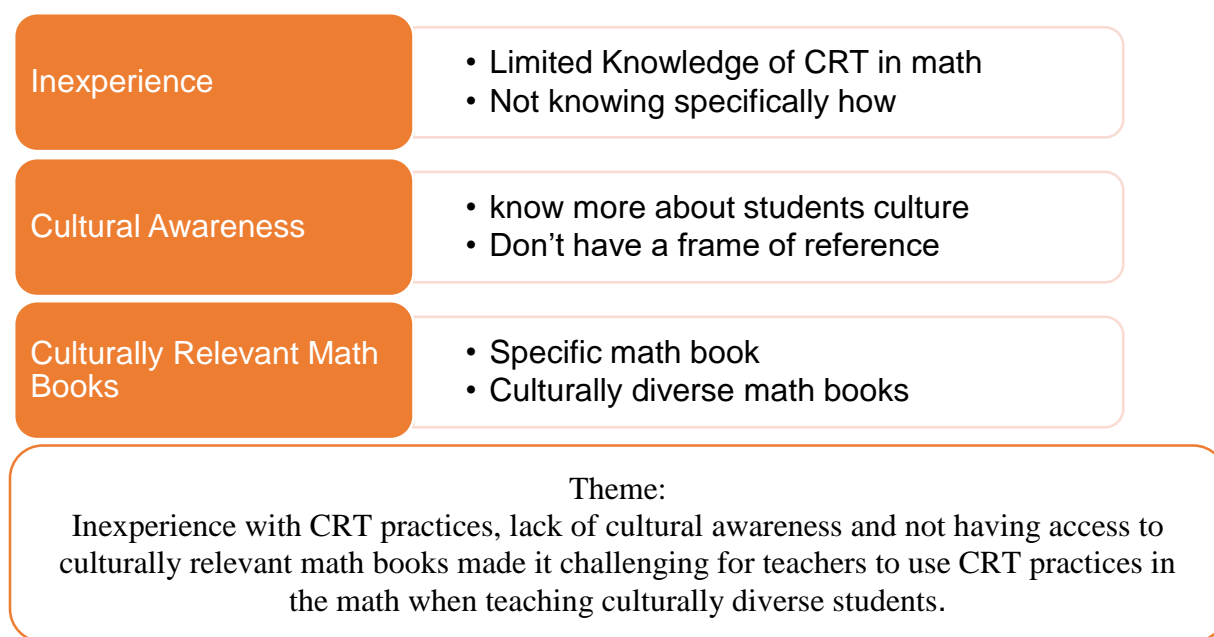 Inexperience
• Limited Knowledge of CRT in math
• Not knowing specifically how
Cultural Awareness
• know more about students culture
• Don’t have a frame of reference
Culturally Relevant Math
Books
• Specific math book
• Culturally diverse math books
Theme:
Inexperience with CRT practices, lack of cultural awareness and not having access to
culturally relevant math books made it challenging for teachers to use CRT practices in
the math when teaching culturally diverse students.